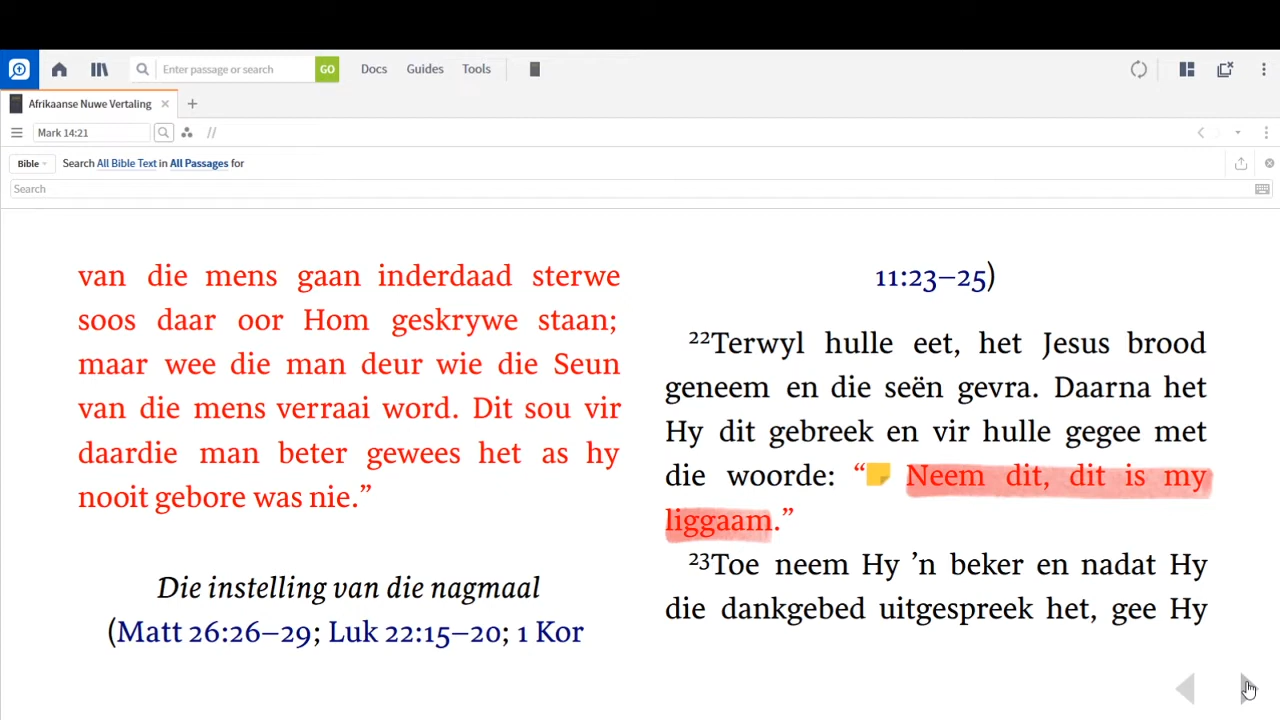 Enter passage or search
GO
Docs
Guides
Tools
Afrikaanse Nuwe Vertaling
Mark 14:21
//
Bible
Search All Bible Text in All Passages for
Search
van die mens gaan inderdaad sterwe
soos daar oor Hom geskrywe staan;
maar wee die man deur wie die Seun
van die mens verraai word. Dit sou vir
daardie man beter gewees het as hy
nooit gebore was nie.”
Die instelling van die nagmaal
(Matt 26:26–29; Luk 22:15–20; 1 Kor
11:23–25)
22Terwyl hulle eet, het Jesus brood
geneem en die seën gevra. Daarna het
Hy dit gebreek en vir hulle gegee met
die woorde: “Neem dit, dit is my
liggaam.”
23Toe neem Hy ’n beker en nadat Hy
die dankgebed uitgespreek het, gee Hy